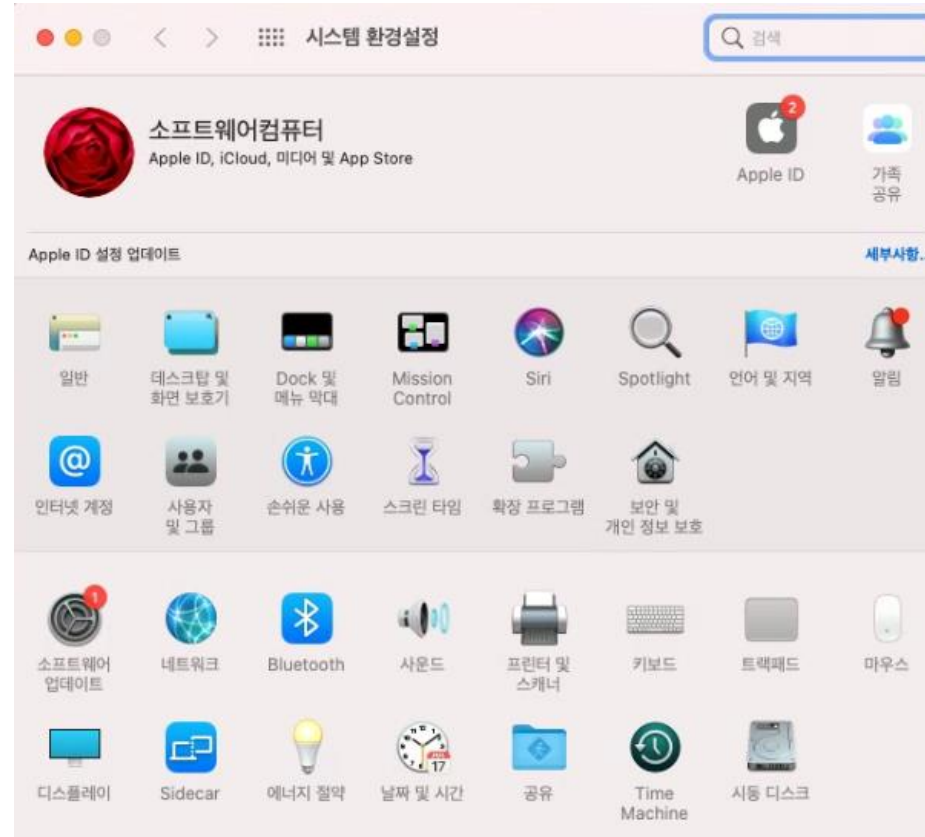 시스템 환경설정
검색
소프트웨어컴퓨터
Apple ID, iCloud, 미디어 및 App Store
2
Apple ID
가족
공유
Apple ID 설정 업데이트
세부사항..
일반
데스크탑 및
화면 보호기
Dock 및
메뉴 막대
Mission
Control
Siri
Spotlight
언어 및 지역
알림
인터넷 계정
사용자
및 그룹
손쉬운 사용
스크린 타임
확장 프로그램
보안 및
개인 정보 보호
1
소프트웨어
업데이트
네트워크
Bluetooth
사운드
프린터 및
스캐너
키보드
트랙패드
마우스
디스플레이
Sidecar
에너지 절약
17
날짜 및 시간
공유
Time
Machine
시동 디스크